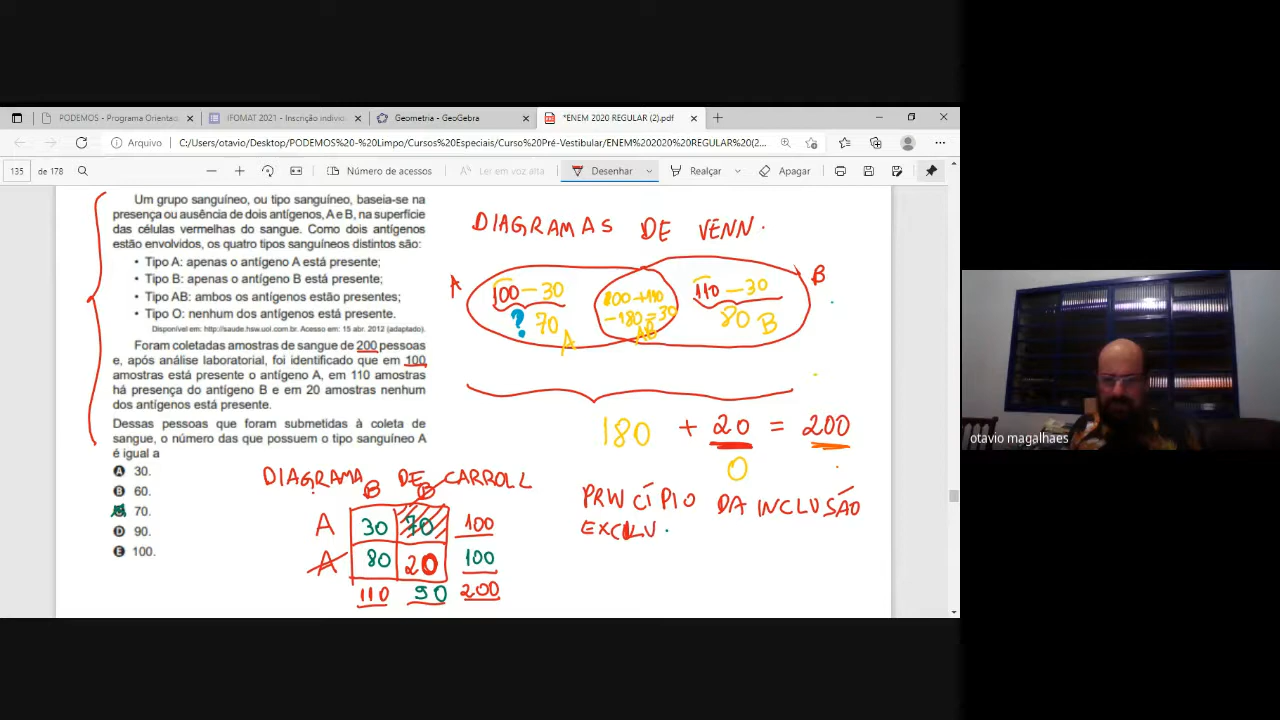 PODEMOS - Programa Orientac
IFOMAT 2021 - Inscrição individ
Geometria - GeoGebra
*ENEM 2020 REGULAR (2).pdf
Arquivo
C:/Users/otavio/Desktop/PODEMOS%20-%20Limpo/Cursos%20Especiais/Curso%20Pré-Vestibular/ENEM%202020%20REGULAR%20(2...
135
de 178
Número de acessos
Ler em voz alta
Desenhar
Realçar
Apagar
Um grupo sanguíneo, ou tipo sanguíneo, baseia-se na
presença ou ausência de dois antígenos, A e B, na superfície
das células vermelhas do sangue. Como dois antígenos
estão envolvidos, os quatro tipos sanguíneos distintos são:
• Tipo A: apenas o antígeno A está presente;
• Tipo B: apenas o antígeno B está presente;
• Tipo AB: ambos os antígenos estão presentes;
• Tipo O: nenhum dos antígenos está presente.
Disponível em: http://saude.hsw.uol.com.br. Acesso em: 15 abr. 2012 (adaptado).
Foram coletadas amostras de sangue de 200 pessoas
e, após análise laboratorial, foi identificado que em 100
amostras está presente o antígeno A, em 110 amostras
há presença do antígeno B e em 20 amostras nenhum
dos antígenos está presente.
Dessas pessoas que foram submetidas à coleta de
sangue, o número das que possuem o tipo sanguíneo A
é igual a
A 30.
B 60.
70.
D 90.
E 100.
DIAGRAMAS DE VENN.
A
B
100 - 30
? 70
A
100+110
-180=30
AB
110 - 30
80 B
180 + 20 = 200
O
PRINCÍPIO DA INCLUSÃO
EXCLUV
DIAGRAMA DE CARROLL
B B
A 30 70 100
A 80 20 100
110 90 200
otavio magalhaes